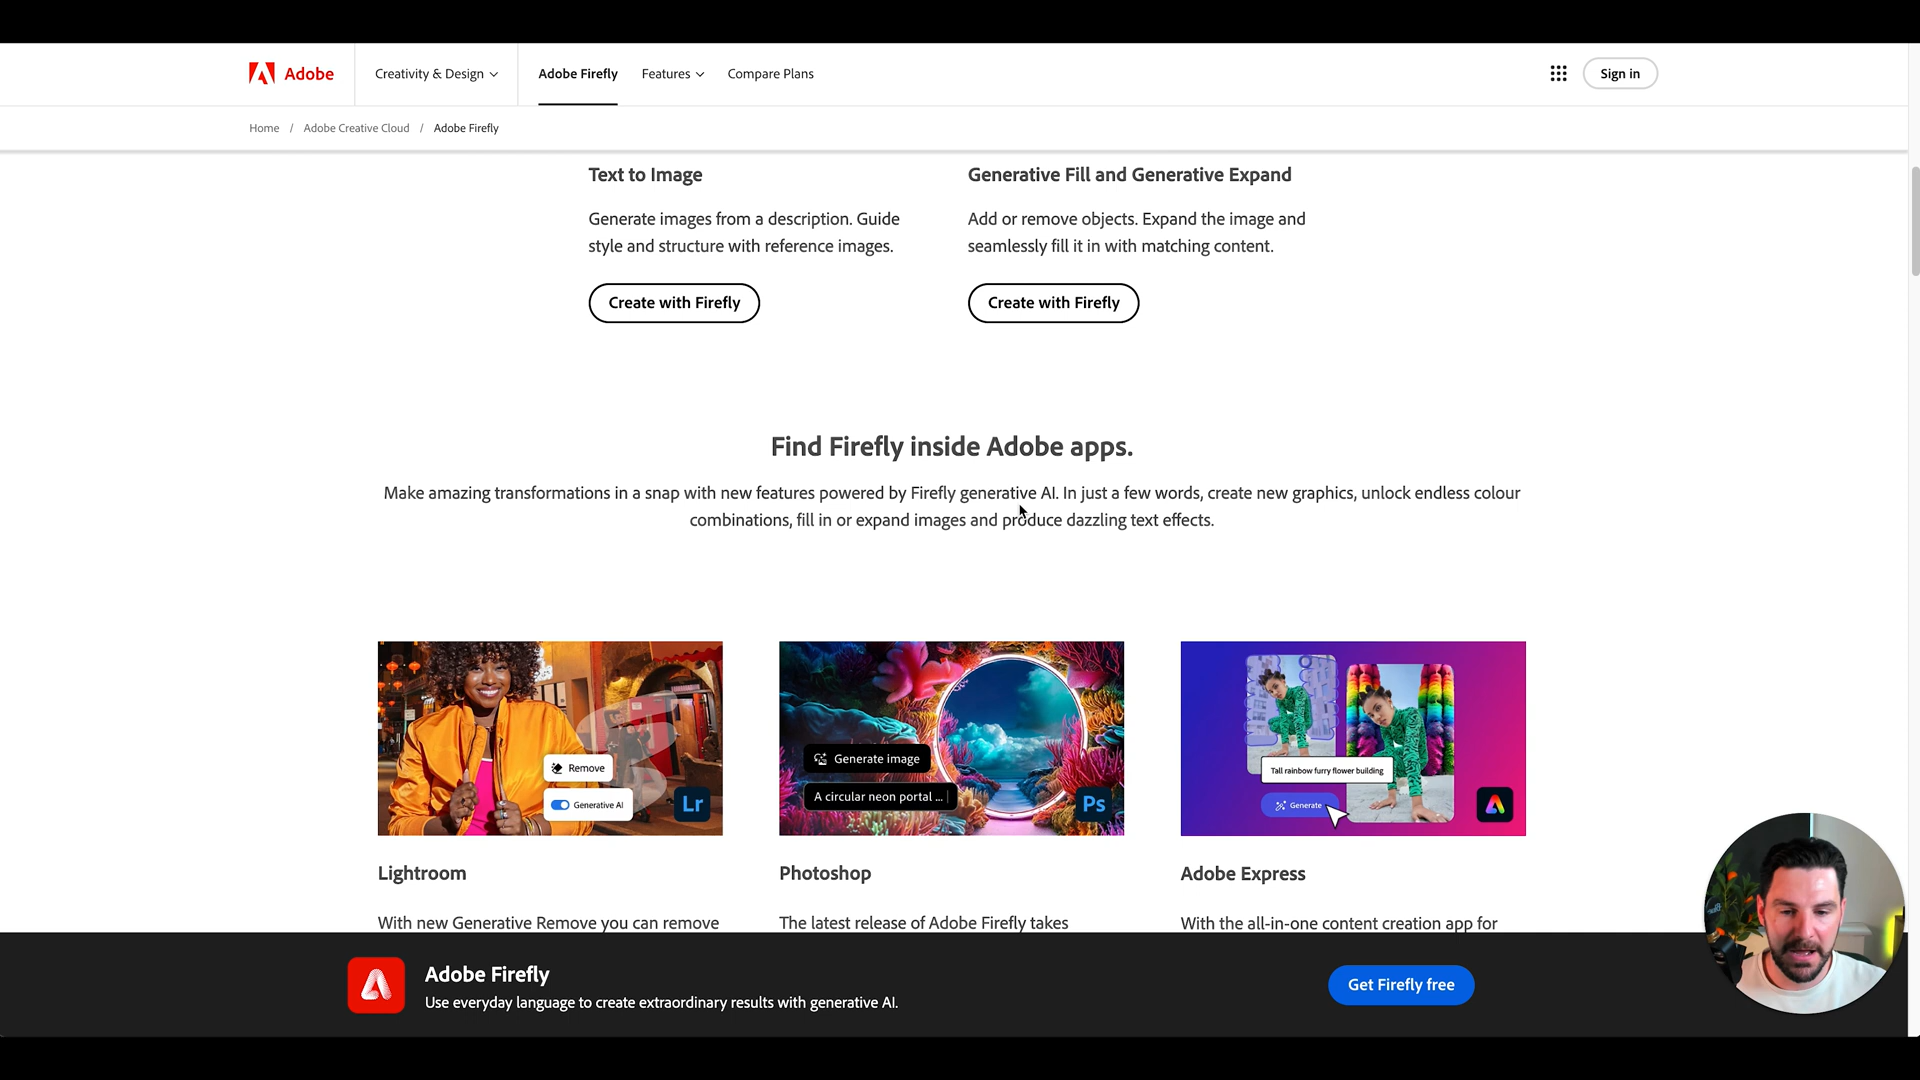 Adobe
Creativity & Design
Adobe Firefly
Features
Compare Plans
Sign in
Home / Adobe Creative Cloud / Adobe Firefly
Text to Image
Generate images from a description. Guide
style and structure with reference images.
Create with Firefly
Generative Fill and Generative Expand
Add or remove objects. Expand the image and
seamlessly fill it in with matching content.
Create with Firefly
Find Firefly inside Adobe apps.
Make amazing transformations in a snap with new features powered by Firefly generative AI. In just a few words, create new graphics, unlock endless colour
combinations, fill in or expand images and produce dazzling text effects.
Remove
Generative AI
Lr
Generate image
A circular neon portal ...
Ps
Tall rainbow furry flower building
Generate
Lightroom
With new Generative Remove you can remove
Photoshop
The latest release of Adobe Firefly takes
Adobe Express
With the all-in-one content creation app for
Adobe Firefly
Use everyday language to create extraordinary results with generative AI.
Get Firefly free